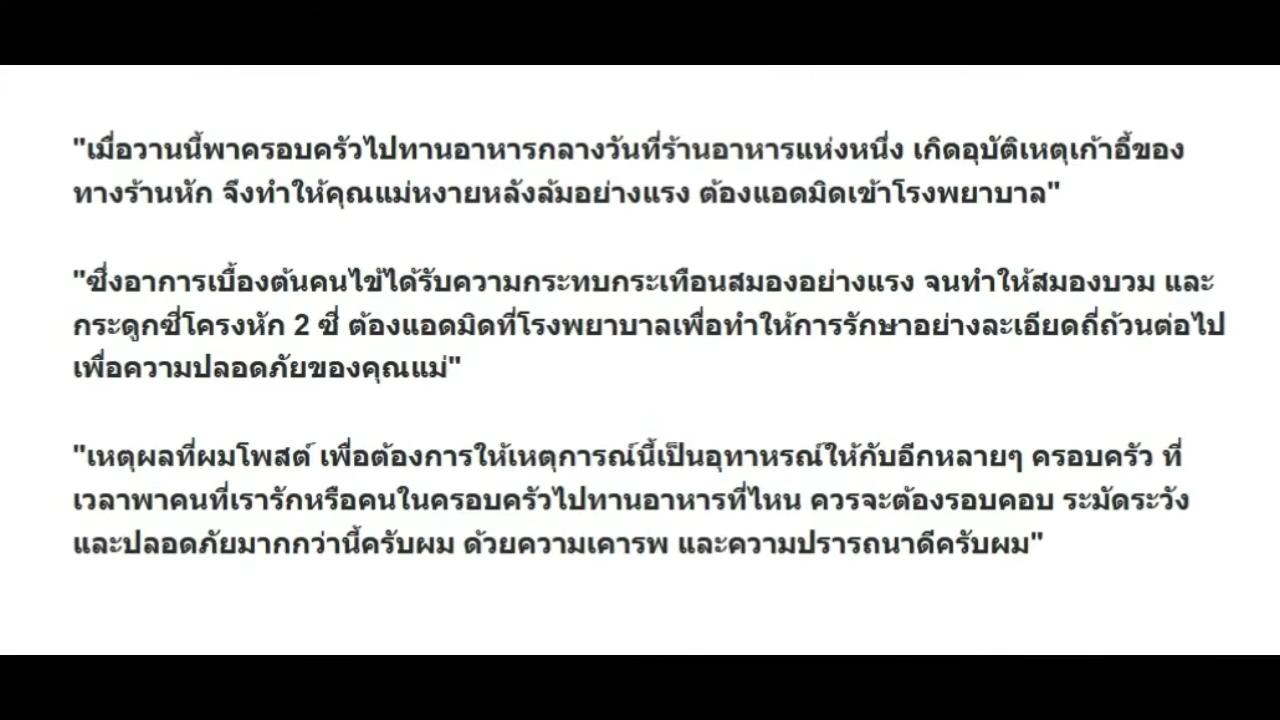 "เมื่อวานนี้พาครอบครัวไปทานอาหารกลางวันที่ร้านอาหารแห่งหนึ่ง เกิดอุบัติเหตุเก้าอี้ของ
ทางร้านหัก จึงทำให้คุณแม่หงายหลังล้มอย่างแรง ต้องแอดมิดเข้าโรงพยาบาล"
"ซึ่งอาการเบื้องต้นคนไข้ได้รับความกระทบกระเทือนสมองอย่างแรง จนทำให้สมองบวม และ
กระดูกซี่โครงหัก 2 ซี่ ต้องแอดมิดที่โรงพยาบาลเพื่อทำให้การรักษาอย่างละเอียดถี่ถ้วนต่อไป
เพื่อความปลอดภัยของคุณแม่"
"เหตุผลที่ผมโพสต์ เพื่อต้องการให้เหตุการณ์นี้เป็นอุทาหรณ์ให้กับอีกหลายๆ ครอบครัว ที่
เวลาพาคนที่เรารักหรือคนในครอบครัวไปทานอาหารที่ไหน ควรจะต้องรอบคอบ ระมัดระวัง
และปลอดภัยมากกว่านี้ครับผม ด้วยความเคารพ และความปรารถนาดีครับผม"